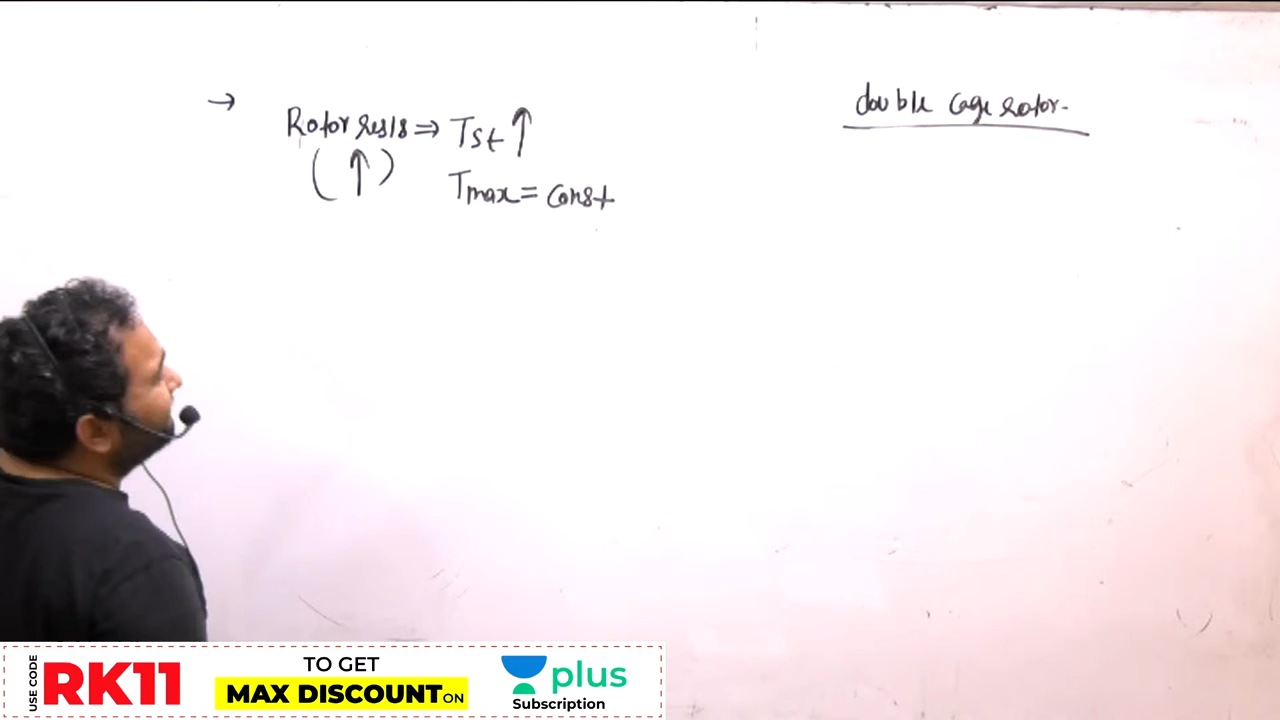 → Rotor resis ⇒ Tst ↑
(↑) Tmax = const
double cage rotor.
USE CODE
RK11
TO GET
MAX DISCOUNT ON
plus
Subscription